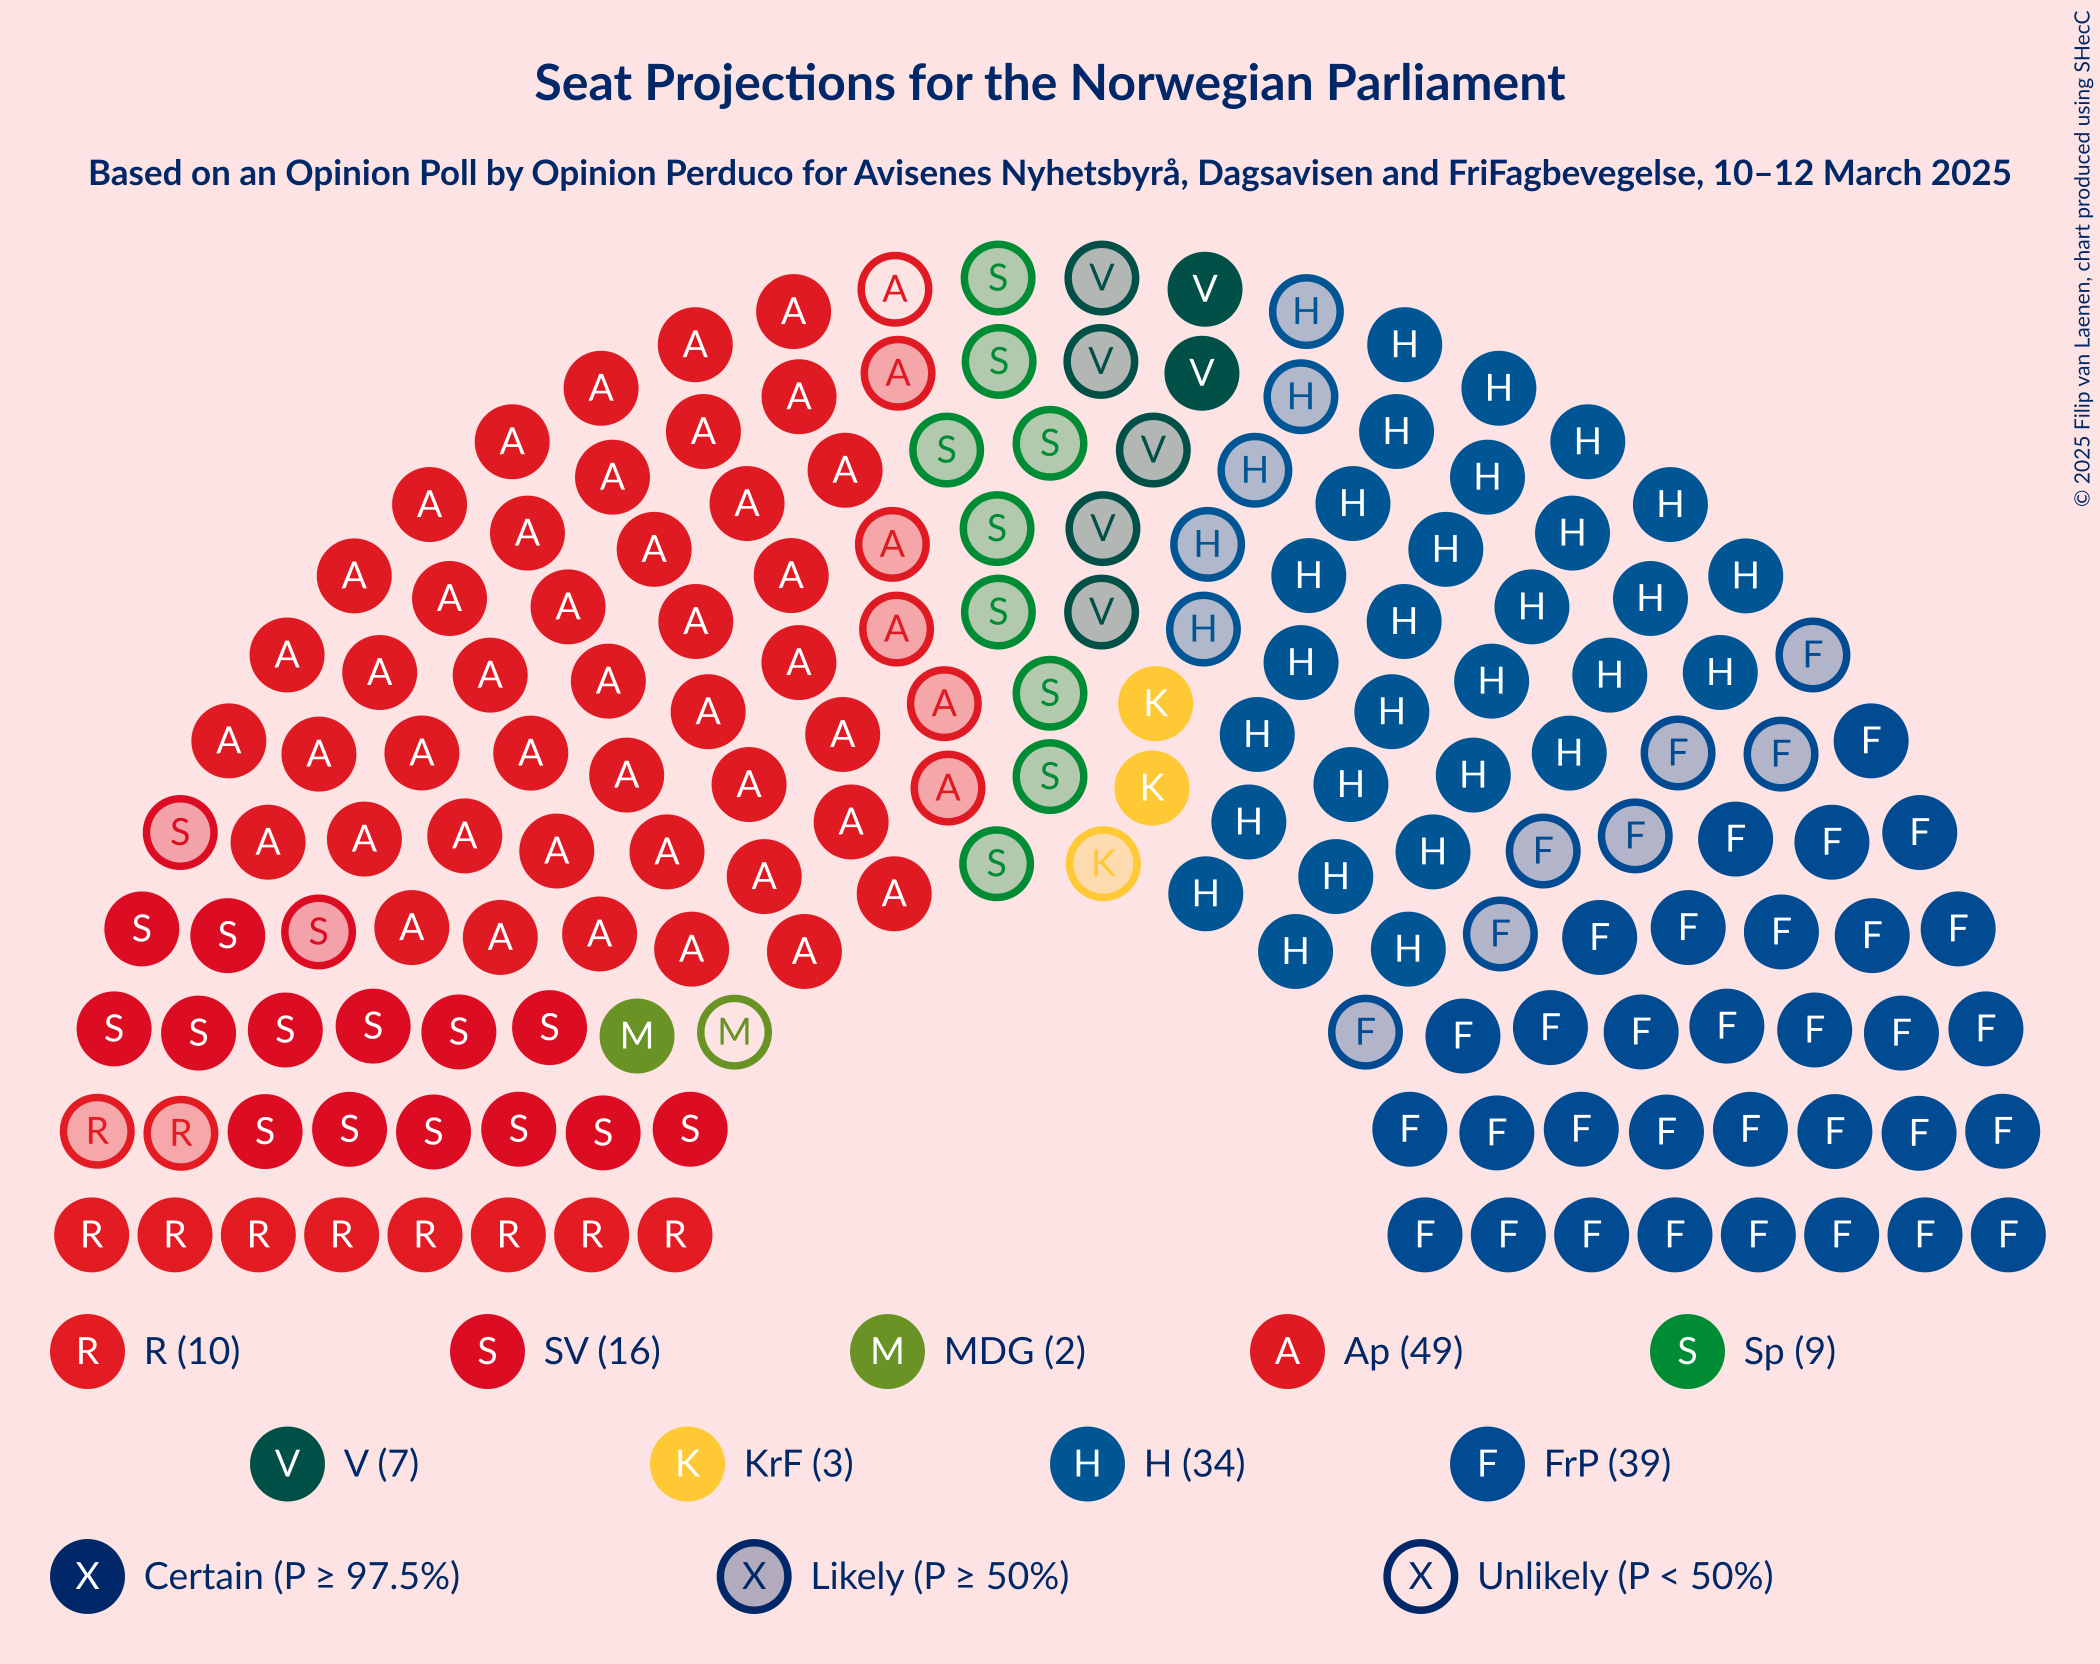 Seat Projections for the Norwegian Parliament
Based on an Opinion Poll by Opinion Perduco for Avisenes Nyhetsbyrå, Dagsavisen and FriFagbevegelse, 10–12 March 2025
© 2025 Filip van Laenen, chart produced using SHecC
S V
A V
A H
A H
A S V V H
A A A H H
A S H
A S V H
A A H H
A A H H
A A S V H H
A A H H
A A A H H H
A A S V H H
A A H H
A A F
A A A H H H
A A S H H
A A K H H
A A H F
A A A H F F
A A A S K H H
S A F F
A A A H F
A A S K H F
A A H H
S S S A A A H F F F F F
A A A H H F F
S S S S S S M M F F F F F F F F
R R S S S S S S F F F F F F F F
R R R R R R R R F F F F F F F F
R R (10) S SV (16) M MDG (2) A Ap (49) S Sp (9)
V V (7) K KrF (3) H H (34) F FrP (39)
X Certain (P ≥ 97.5%) X Likely (P ≥ 50%) X Unlikely (P < 50%)